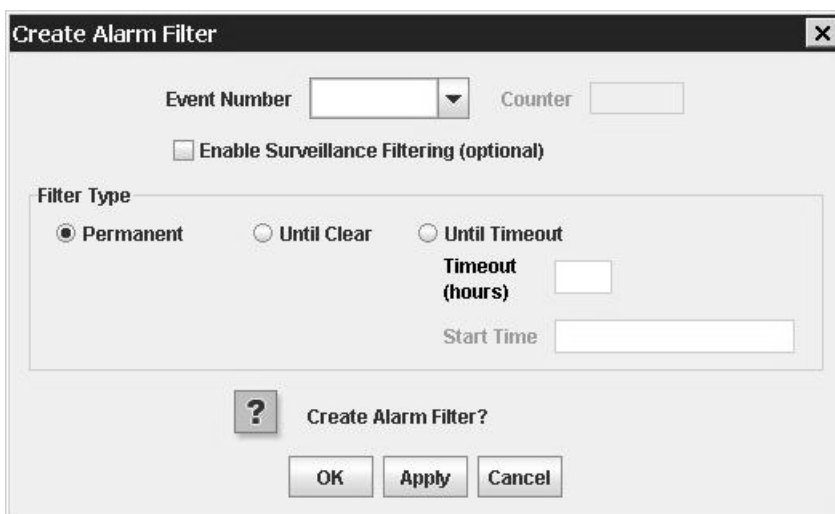 Create Alarm Filter
Event Number Counter
Enable Surveillance Filtering (optional)
Filter Type
Permanent Until Clear Until Timeout
Timeout
(hours)
Start Time
? Create Alarm Filter?
OK Apply Cancel